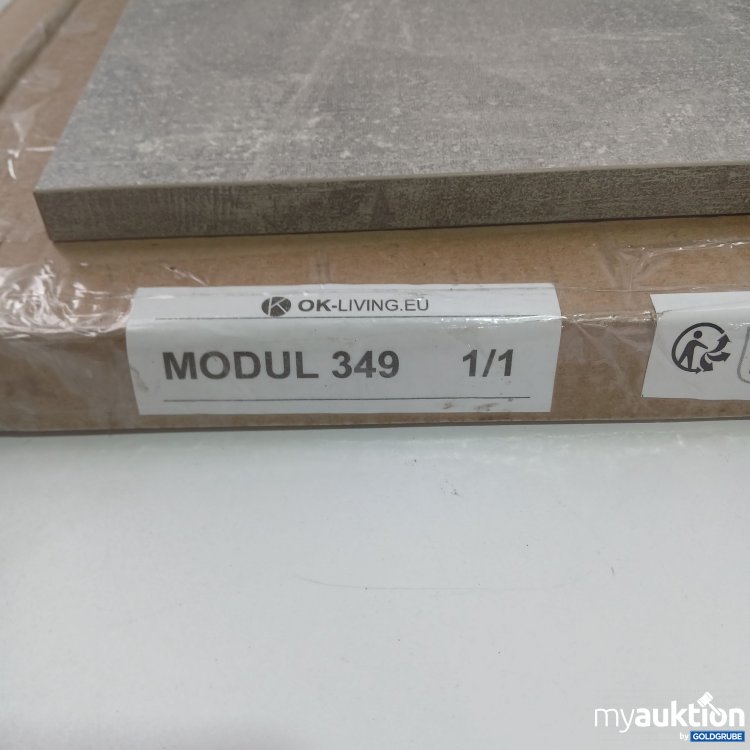 OK-LIVING.EU
MODUL 349 1/1
myauktion
by GOLDGRUBE